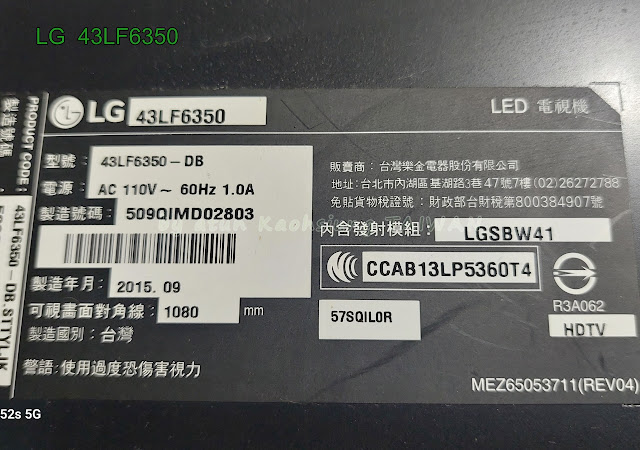 LG 43LF6350
LG 43LF6350
LED 電視機
型號： 43LF6350-DB
電源： AC 110V～ 60Hz 1.0A
製造號碼： 509QIMD02803
製造年月： 2015.09
可視畫面對角線： 1080 mm
製造國別：台灣
警語：使用過度恐傷害視力
販賣商：台灣樂金電器股份有限公司
地址：台北市內湖區基湖路3巷47號7樓(02)26272788
免貼貨物稅證號：財政部台財稅第800384907號
內含發射模組： LGSBW41
CCAB13LP5360T4
R3A062
57SQIL0R
HDTV
MEZ65053711(REV04)
PRODUCT CODE:
製造號碼
43LF6350-DB.STTYLJK
52s 5G